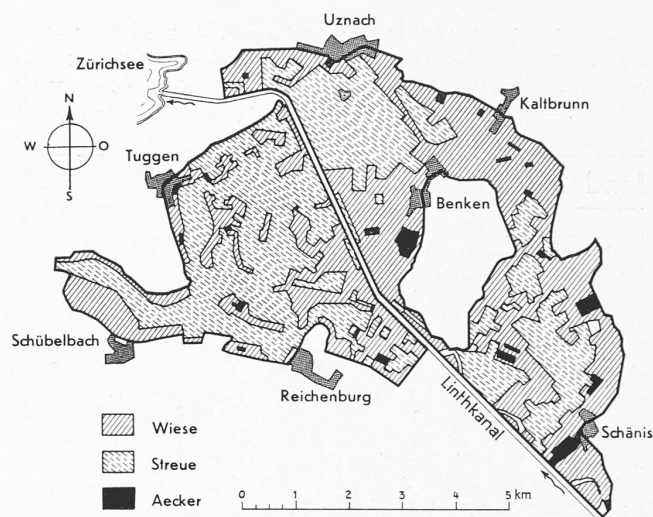 Uznach
Zürichsee
Kaltbrunn
N
W O
S
Tuggen
Benken
Schübelbach
Reichenburg
Linthkanal
Schänis
Wiese
Streue
Aecker
0 1 2 3 4 5 km